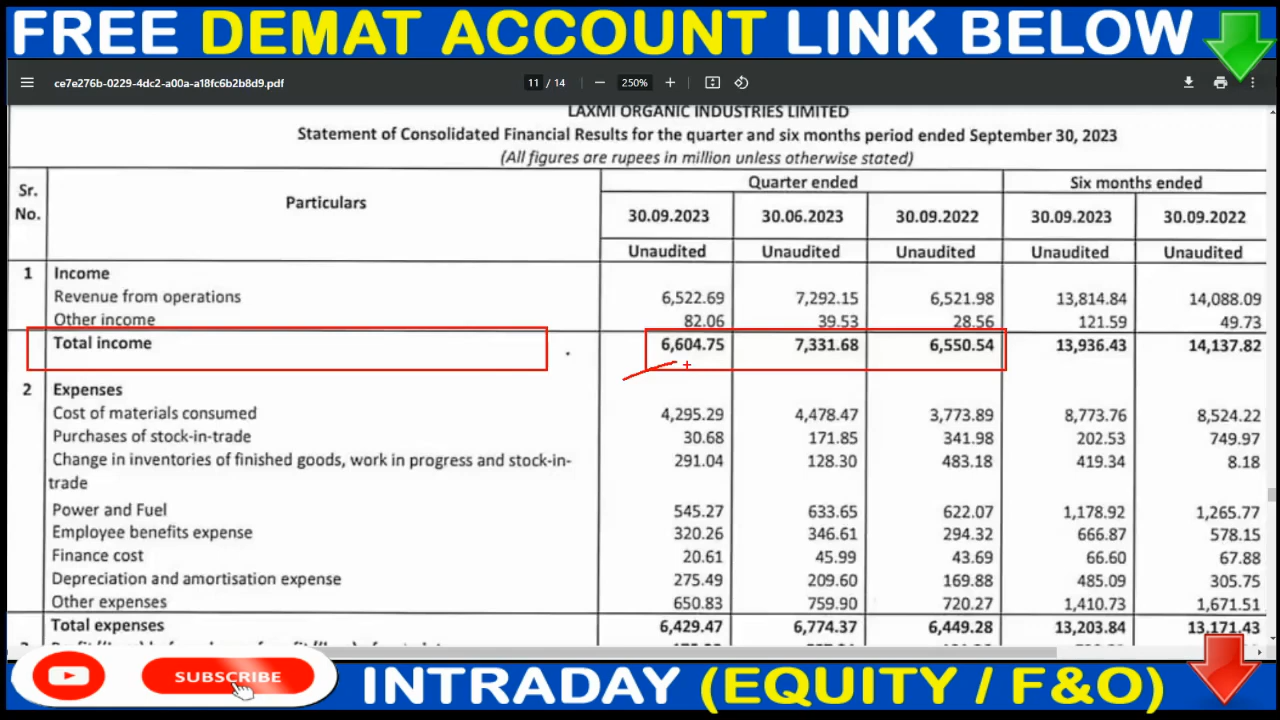 FREE DEMAT ACCOUNT LINK BELOW
ce7e276b-0229-4dc2-a00a-a18fc6b2b8d9.pdf 11 / 14 250%
LAXMI ORGANIC INDUSTRIES LIMITED
Statement of Consolidated Financial Results for the quarter and six months period ended September 30, 2023
(All figures are rupees in million unless otherwise stated)
Sr. No. Particulars Quarter ended Six months ended
30.09.2023 30.06.2023 30.09.2022 30.09.2023 30.09.2022
Unaudited Unaudited Unaudited Unaudited Unaudited
1 Income
Revenue from operations 6,522.69 7,292.15 6,521.98 13,814.84 14,088.09
Other income 82.06 39.53 28.56 121.59 49.73
Total income 6,604.75 7,331.68 6,550.54 13,936.43 14,137.82
2 Expenses
Cost of materials consumed 4,295.29 4,478.47 3,773.89 8,773.76 8,524.22
Purchases of stock-in-trade 30.68 171.85 341.98 202.53 749.97
Change in inventories of finished goods, work in progress and stock-in- 291.04 128.30 483.18 419.34 8.18
trade
Power and Fuel 545.27 633.65 622.07 1,178.92 1,265.77
Employee benefits expense 320.26 346.61 294.32 666.87 578.15
Finance cost 20.61 45.99 43.69 66.60 67.88
Depreciation and amortisation expense 275.49 209.60 169.88 485.09 305.75
Other expenses 650.83 759.90 720.27 1,410.73 1,671.51
Total expenses 6,429.47 6,774.37 6,449.28 13,203.84 13,171.43
SUBSCRIBE
INTRADAY (EQUITY / F&O)